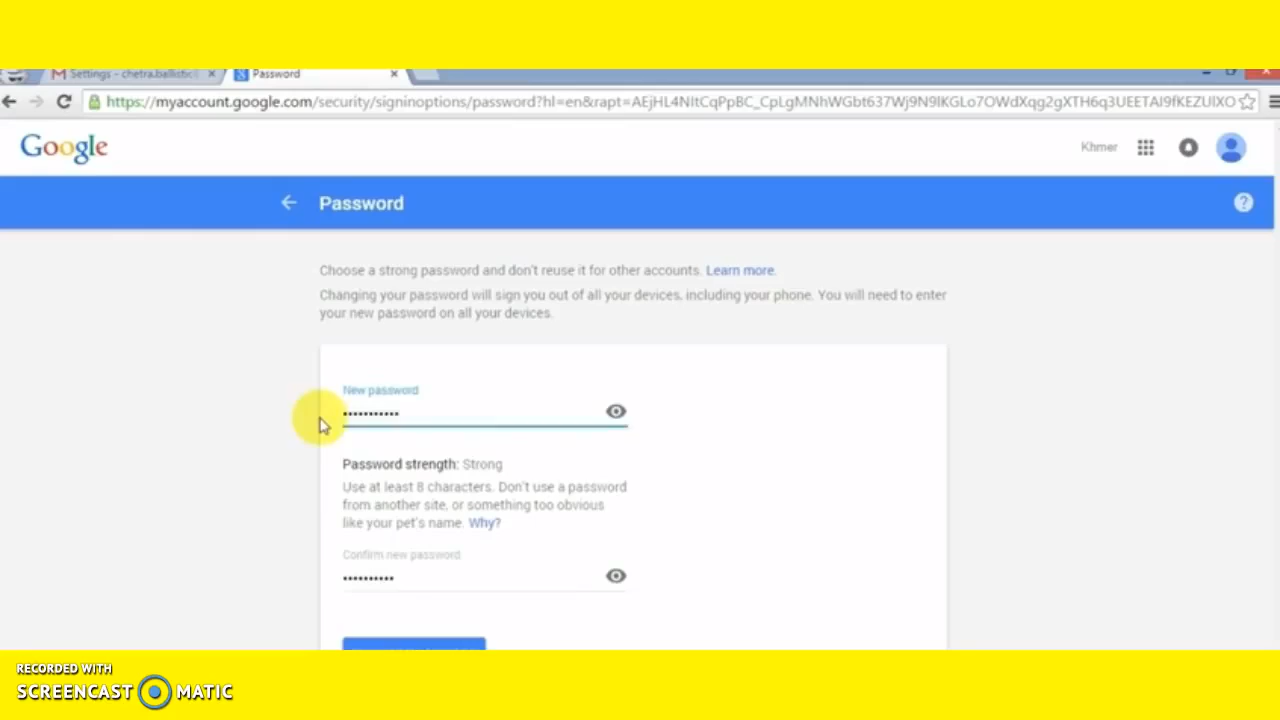 Settings - chetra.ballistic
Password
https://myaccount.google.com/security/signinoptions/password?hl=en&rapt=AEjHL4NItCqPpBC_CpLgMNhWGbt637Wj9N9lKGLo7OWdXqg2gXTH6q3UEETAI9fKEZUlXO
Google
Khmer
Password
Choose a strong password and don't reuse it for other accounts. Learn more.
Changing your password will sign you out of all your devices, including your phone. You will need to enter
your new password on all your devices.
New password
•••••••••••
Password strength: Strong
Use at least 8 characters. Don't use a password
from another site, or something too obvious
like your pet's name. Why?
Confirm new password
••••••••••
RECORDED WITH
SCREENCAST MATIC